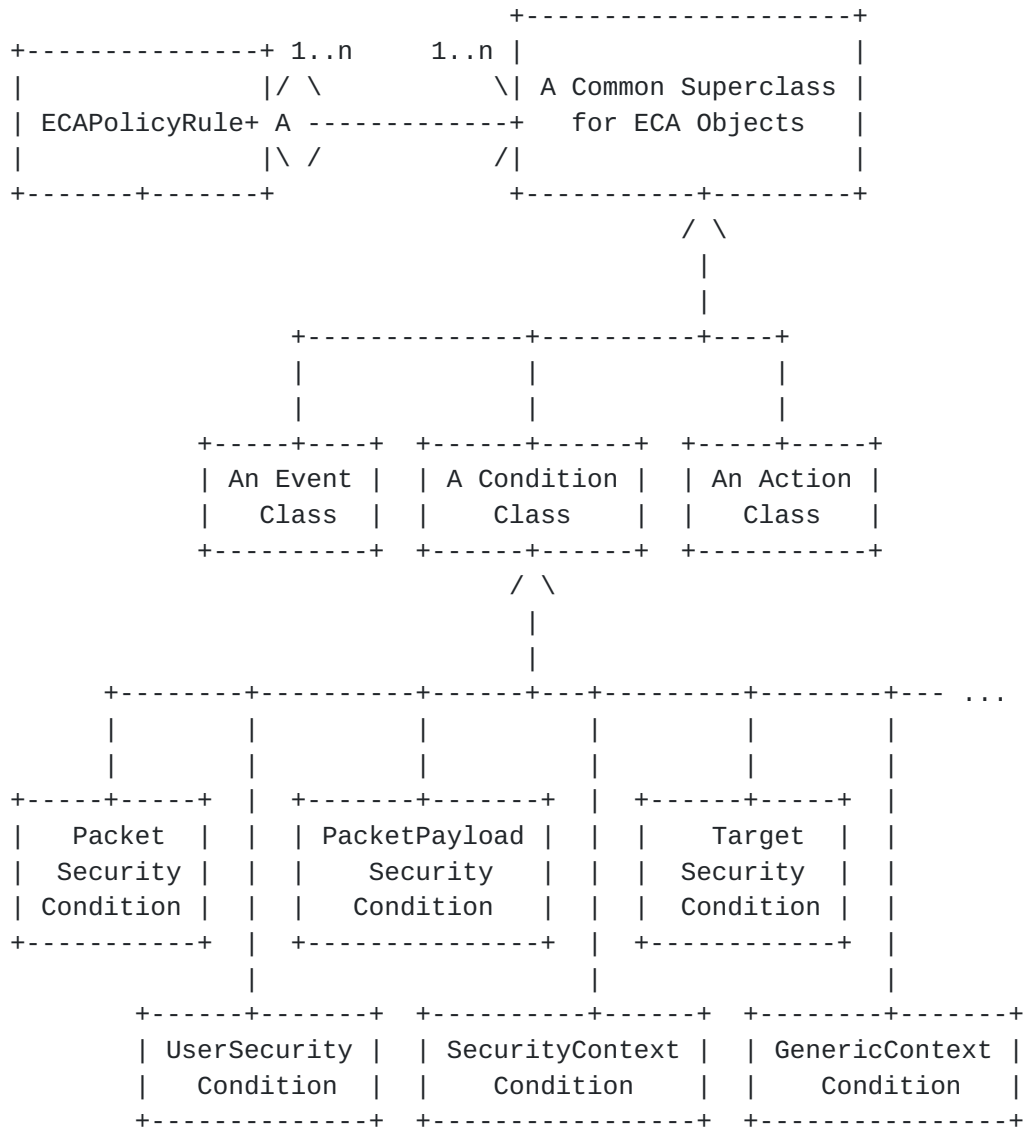 1..n 1..n
A Common Superclass
ECAPolicyRule A for ECA Objects
An Event A Condition An Action
Class Class Class
...
Packet PacketPayload Target
Security Security Security
Condition Condition Condition
UserSecurity SecurityContext GenericContext
Condition Condition Condition